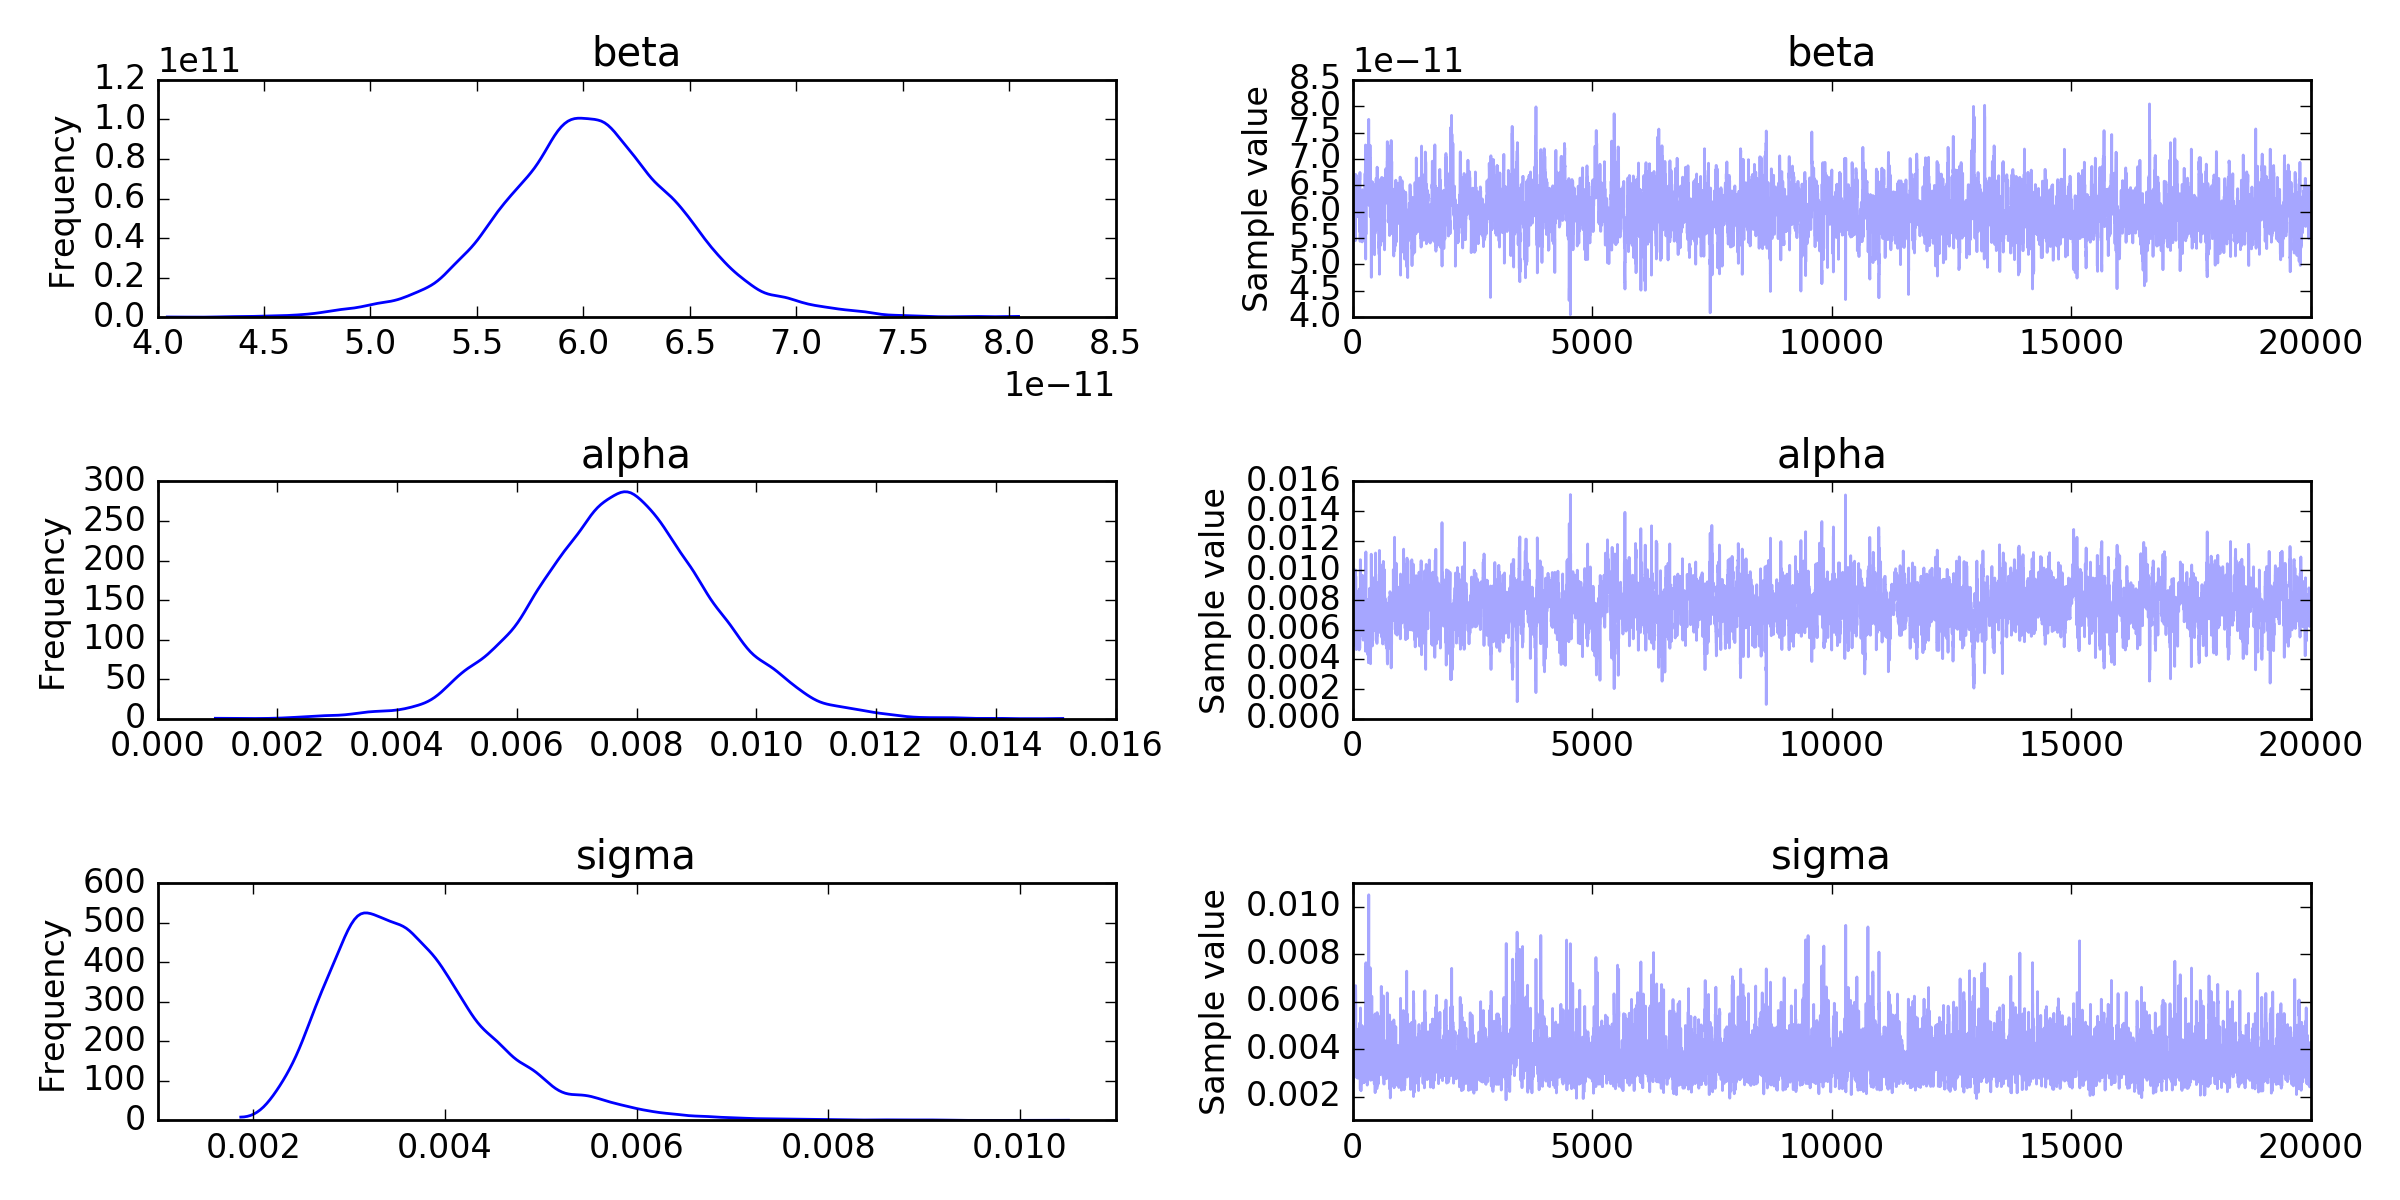 beta
1e11
1.2
1.0
0.8
0.6
0.4
0.2
0.0
Frequency
4.0 4.5 5.0 5.5 6.0 6.5 7.0 7.5 8.0 8.5
1e−11
beta
1e−11
8.5
8.0
7.5
7.0
6.5
6.0
5.5
5.0
4.5
4.0
Sample value
0 5000 10000 15000 20000
alpha
300
250
200
150
100
50
0
Frequency
0.000 0.002 0.004 0.006 0.008 0.010 0.012 0.014 0.016
alpha
0.016
0.014
0.012
0.010
0.008
0.006
0.004
0.002
0.000
Sample value
0 5000 10000 15000 20000
sigma
600
500
400
300
200
100
0
Frequency
0.002 0.004 0.006 0.008 0.010
sigma
0.010
0.008
0.006
0.004
0.002
Sample value
0 5000 10000 15000 20000